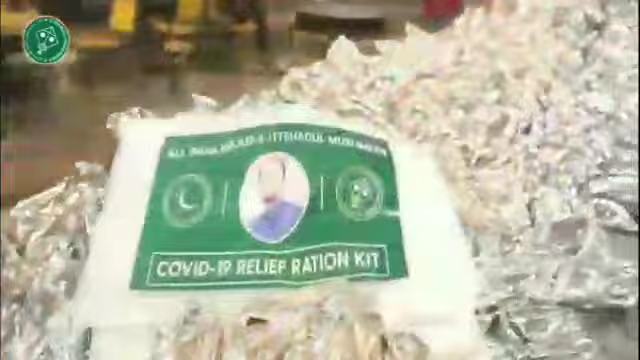 ALL INDIA MAJLIS-E-ITTEHADUL MUSLIMEEN
COVID-19 RELIEF RATION KIT